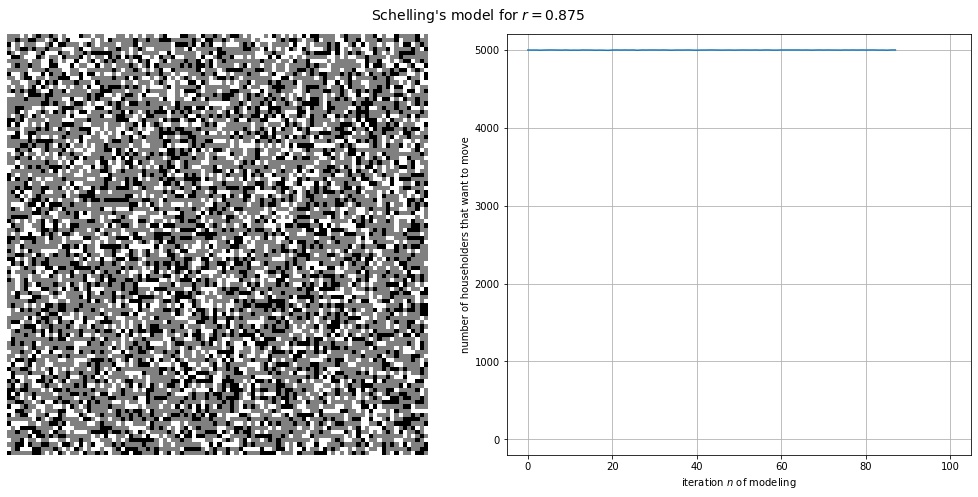 Schelling's model for r = 0.875
number of householders that want to move
5000
4000
3000
2000
1000
0
0 20 40 60 80 100
iteration n of modeling